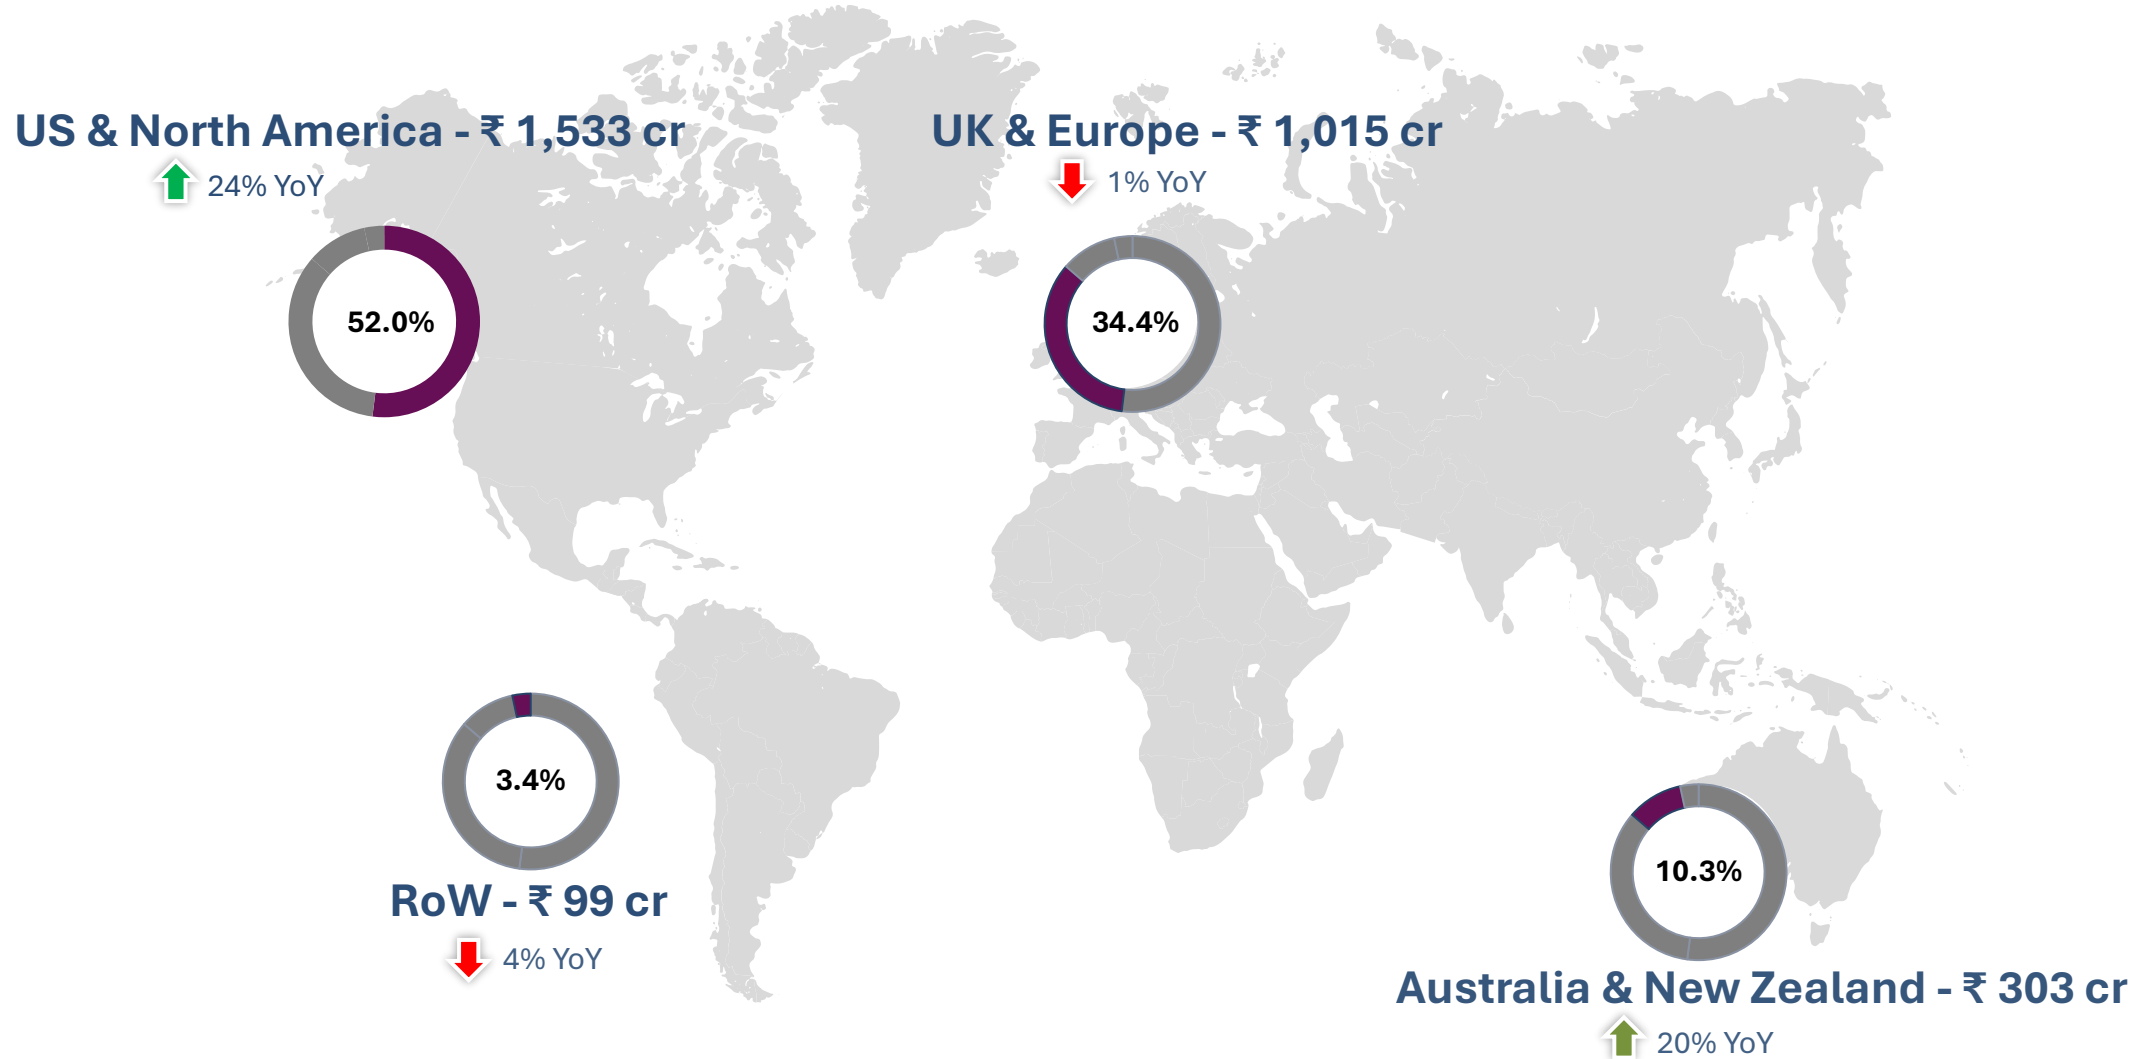 US & North America - ₹ 1,533 cr
24% YoY
52.0%
UK & Europe - ₹ 1,015 cr
1% YoY
34.4%
3.4%
RoW - ₹ 99 cr
4% YoY
10.3%
Australia & New Zealand - ₹ 303 cr
20% YoY